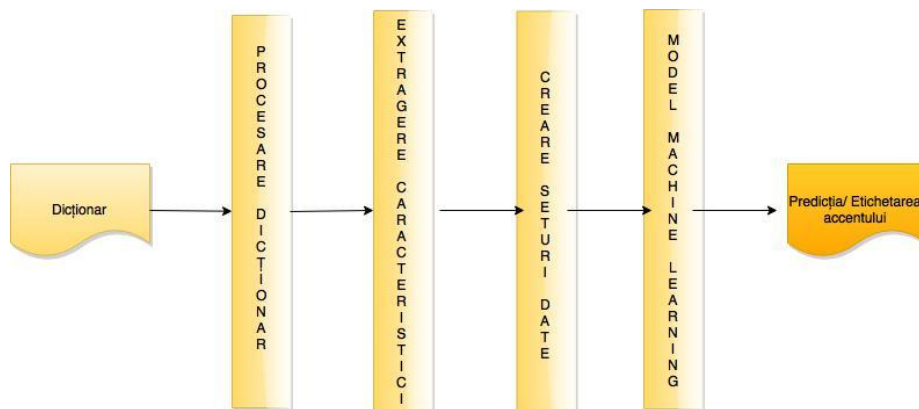 Dicționar
PROCESARE DICȚIONAR
EXTRAGERE CARACTERISTICI
CREARE SETURI DATE
MODEL MACHINE LEARNING
Predicția/ Etichetarea
accentului